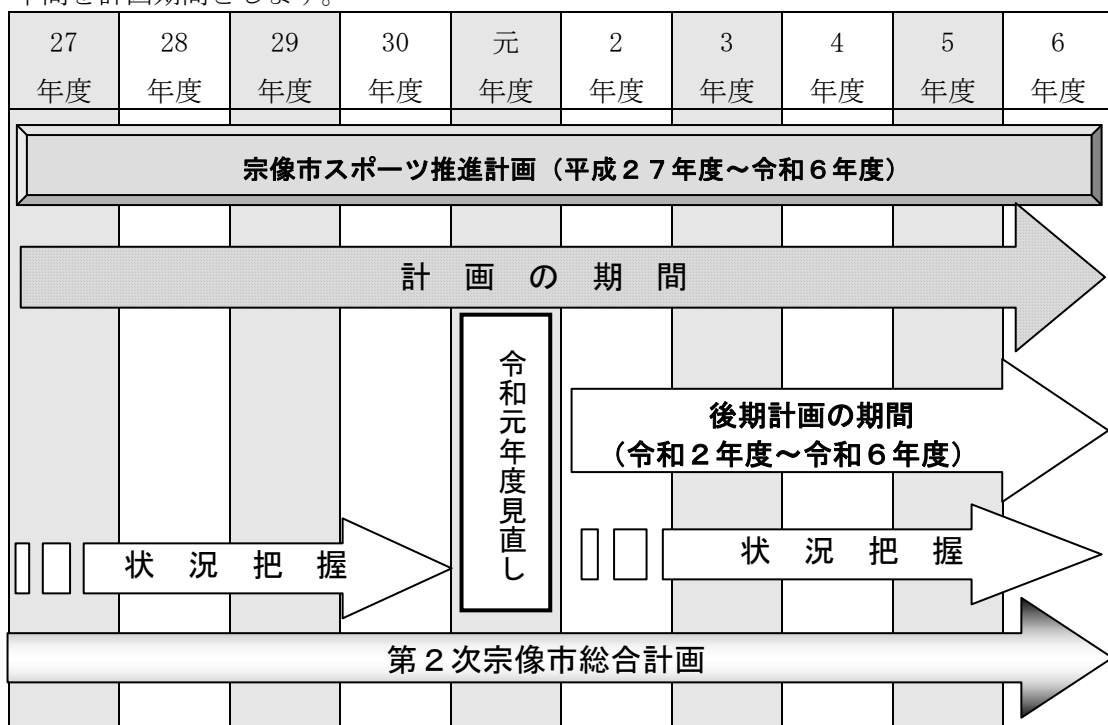 年間を計画期間とします。
27 28 29 30 元 2 3 4 5 6
年度 年度 年度 年度 年度 年度 年度 年度 年度 年度
宗像市スポーツ推進計画（平成２７年度～令和６年度）
計画の期間
令和元年度見直し
後期計画の期間
（令和２年度～令和６年度）
状況把握
状況把握
第２次宗像市総合計画